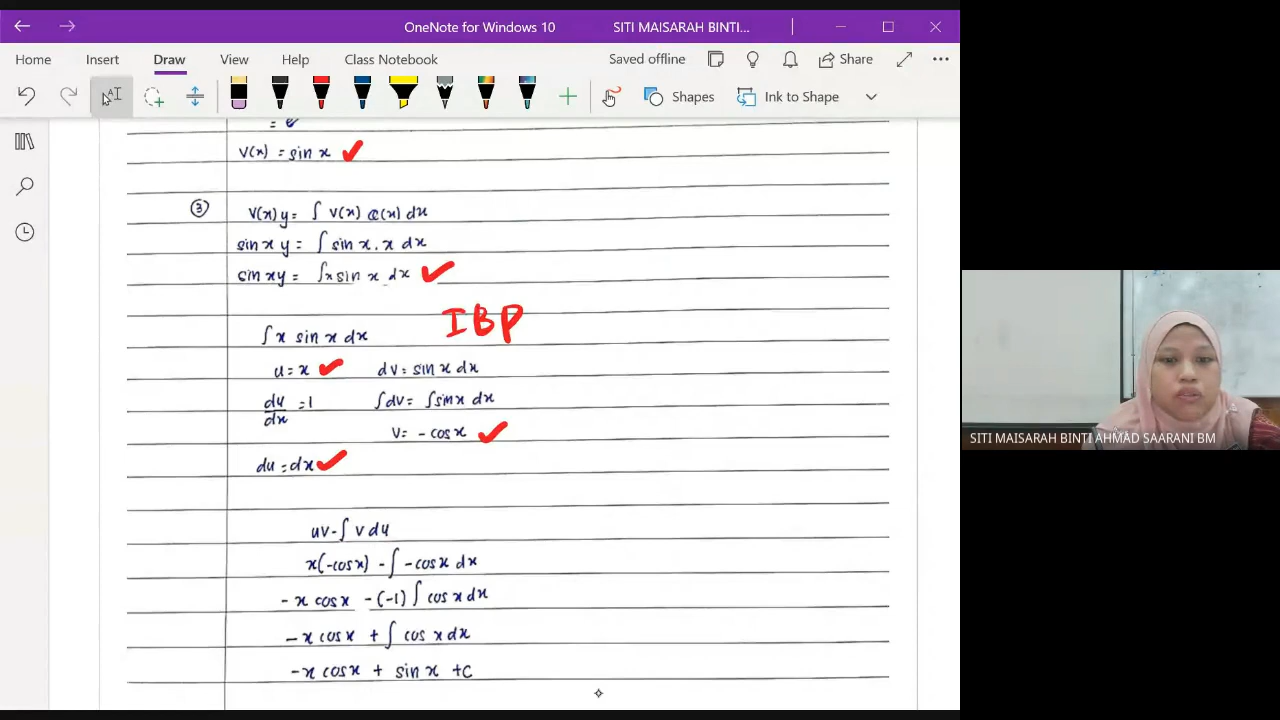 OneNote for Windows 10 SITI MAISARAH BINTI...
Home Insert Draw View Help Class Notebook Saved offline Share
Shapes Ink to Shape
V(x) = sin x
③ V(x) y = ∫ V(x) Q(x) dx
sin x y = ∫ sin x . x dx
sin xy = ∫ x sin x dx
IBP
∫ x sin x dx
u = x dv = sin x dx
du/dx = 1 ∫ dv = ∫ sin x dx
v = - cos x
du = dx
uv - ∫ v du
x(-cos x) - ∫ - cos x dx
- x cos x - (-1) ∫ cos x dx
- x cos x + ∫ cos x dx
-x cos x + sin x + c
SITI MAISARAH BINTI AHMAD SAARANI BM